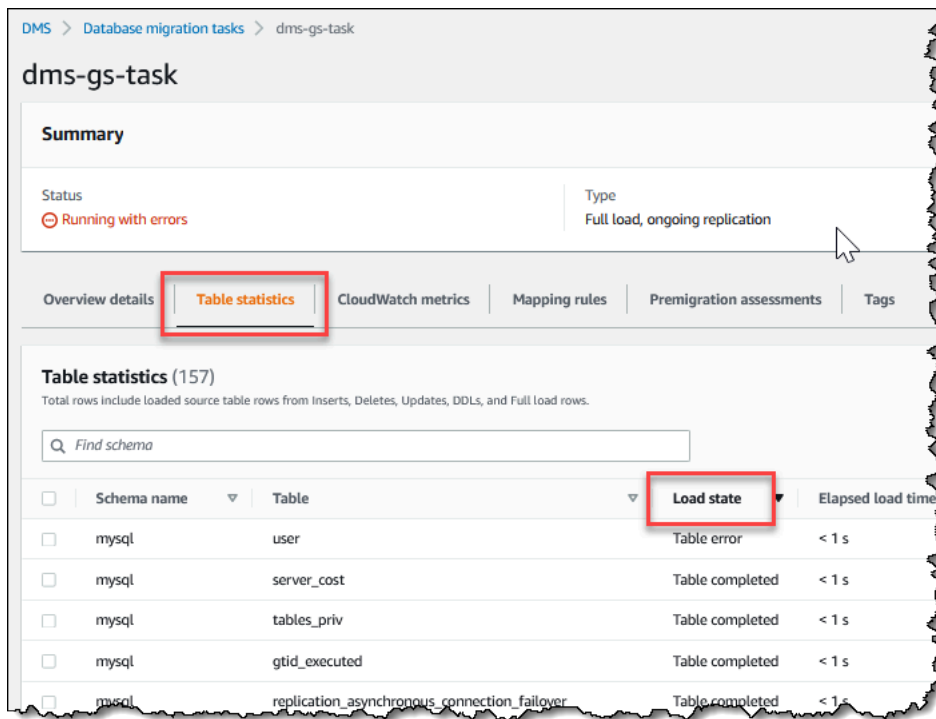 DMS > Database migration tasks > dms-gs-task
dms-gs-task
Summary
Status
Type
Running with errors
Full load, ongoing replication
Overview details
Table statistics
CloudWatch metrics
Mapping rules
Premigration assessments
Tags
Table statistics (157)
Total rows include loaded source table rows from Inserts, Deletes, Updates, DDLs, and Full load rows.
Find schema
Schema name Table Load state Elapsed load time
mysql user Table error < 1 s
mysql server_cost Table completed < 1 s
mysql tables_priv Table completed < 1 s
mysql gtid_executed Table completed < 1 s
mysql replication_asynchronous_connection_failover Table completed < 1 s